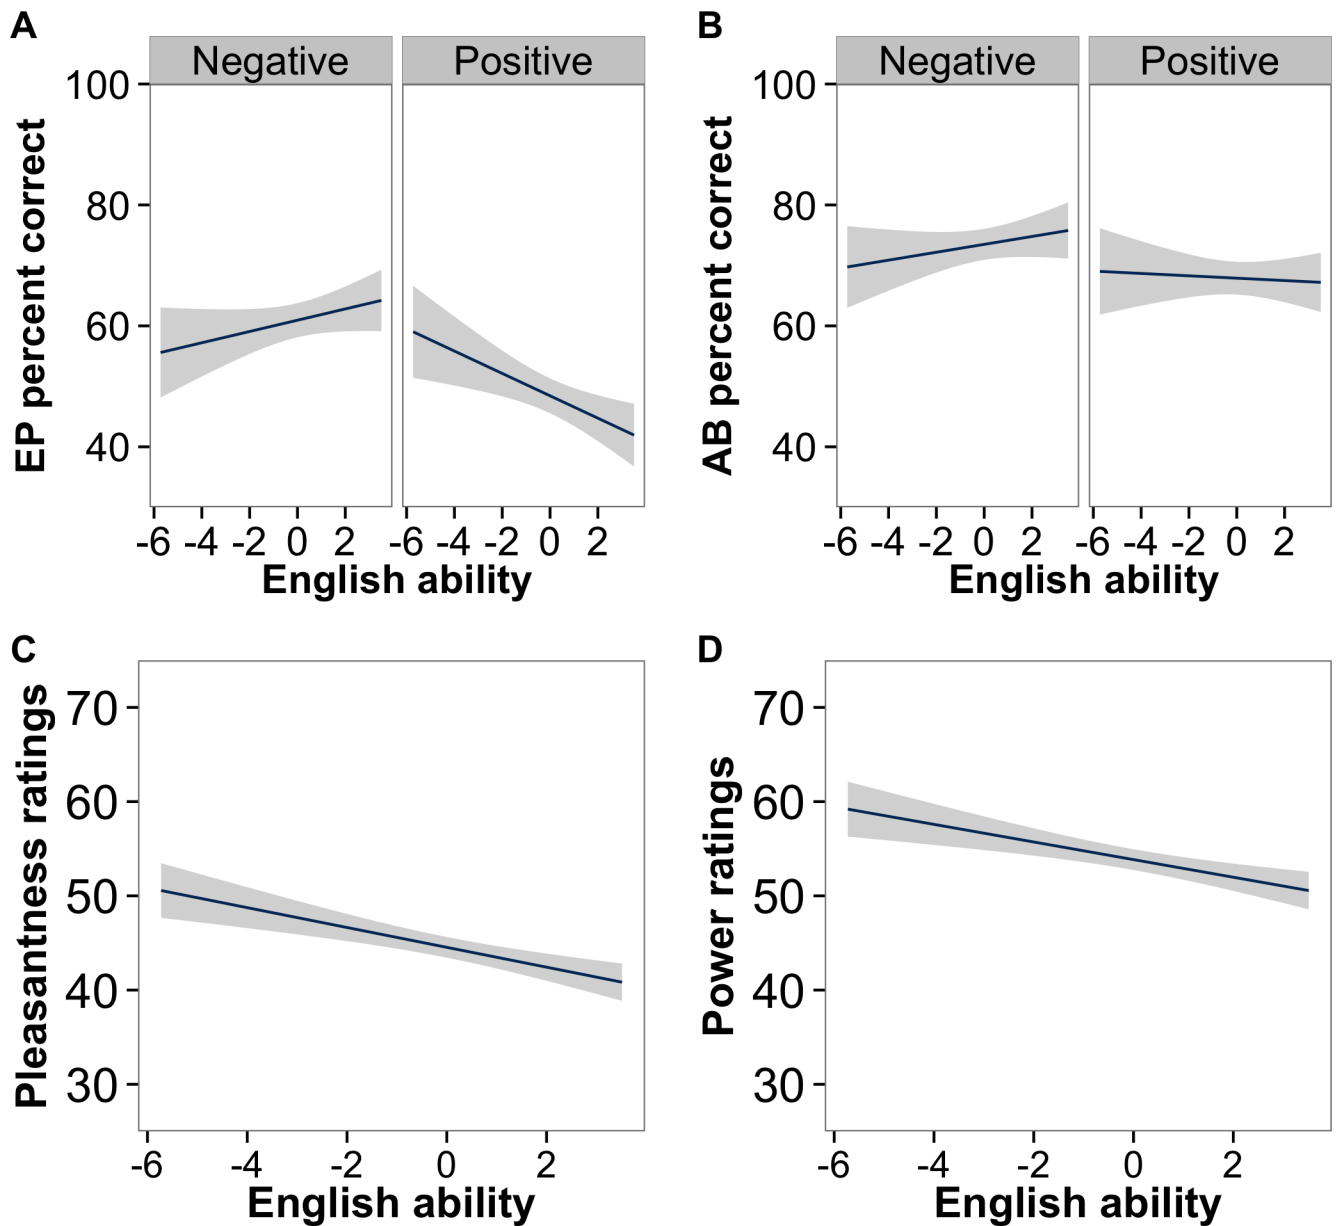 A
Negative Positive
100
80
60
40
EP percent correct
-6 -4 -2 0 2 -6 -4 -2 0 2
English ability
B
Negative Positive
100
80
60
40
AB percent correct
-6 -4 -2 0 2 -6 -4 -2 0 2
English ability
C
70
60
50
40
30
Pleasantness ratings
-6 -4 -2 0 2
English ability
D
70
60
50
40
30
Power ratings
-6 -4 -2 0 2
English ability